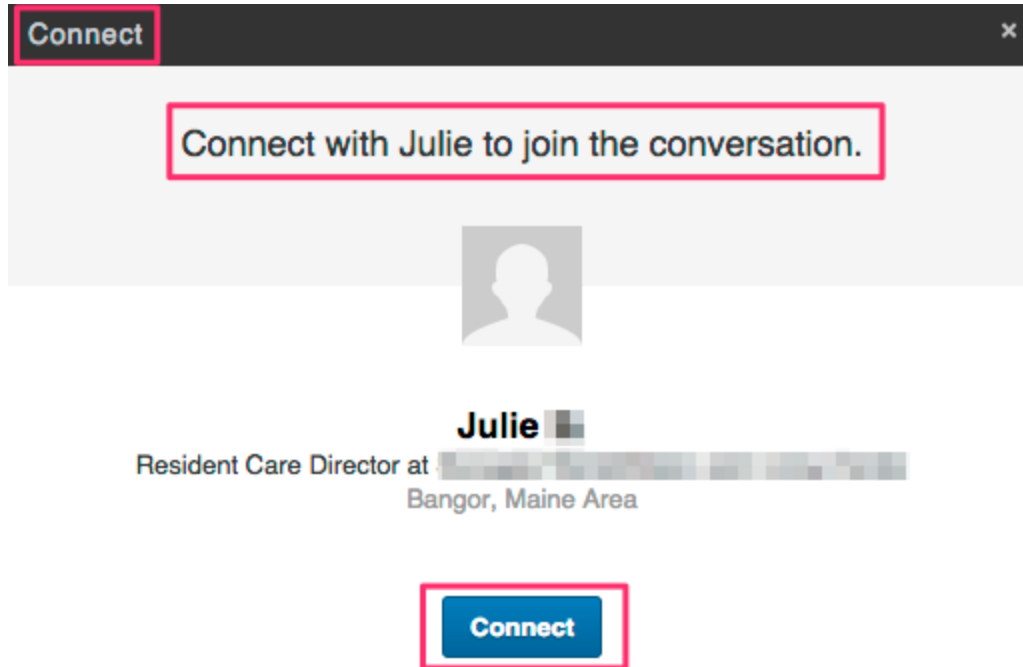 Connect
×
Connect with Julie to join the conversation.
Julie
Resident Care Director at
Bangor, Maine Area
Connect